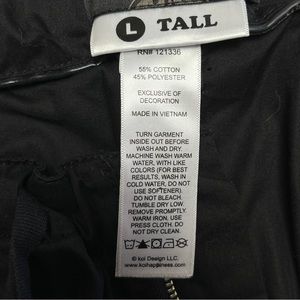 L TALL
RN# 121336
55% COTTON
45% POLYESTER
EXCLUSIVE OF
DECORATION
MADE IN VIETNAM
TURN GARMENT
INSIDE OUT BEFORE
WASH AND DRY.
MACHINE WASH WARM
WATER, WITH LIKE
COLORS (FOR BEST
RESULTS, WASH IN
COLD WATER, DO NOT
USE SOFTENER).
DO NOT BLEACH.
TUMBLE DRY LOW.
REMOVE PROMPTLY.
WARM IRON, USE
PRESS CLOTH. DO
NOT DRY CLEAN.
© koi Design LLC.
www.koihappiness.com